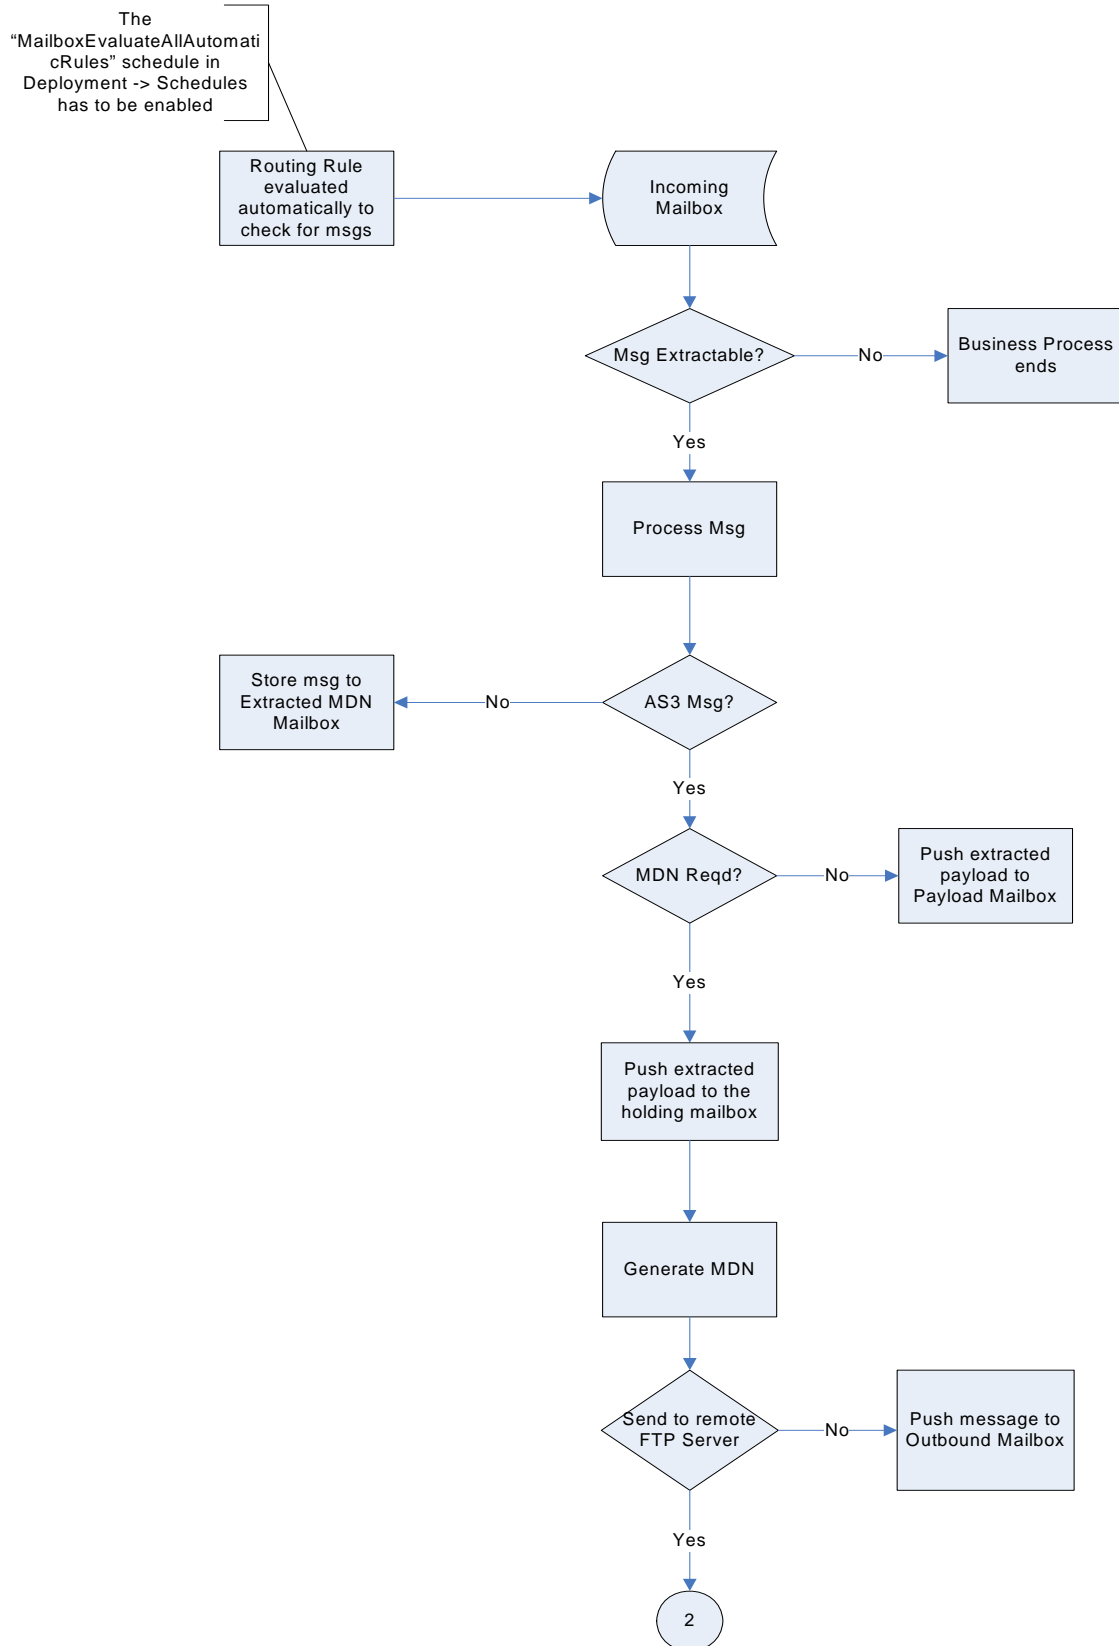 The
“MailboxEvaluateAllAutomati
cRules” schedule in
Deployment -> Schedules
has to be enabled
Routing Rule
evaluated
automatically to
check for msgs
Incoming
Mailbox
Msg Extractable?
No
Business Process
ends
Yes
Process Msg
Store msg to
Extracted MDN
Mailbox
No
AS3 Msg?
Yes
MDN Reqd?
No
Push extracted
payload to
Payload Mailbox
Yes
Push extracted
payload to the
holding mailbox
Generate MDN
Send to remote
FTP Server
No
Push message to
Outbound Mailbox
Yes
2